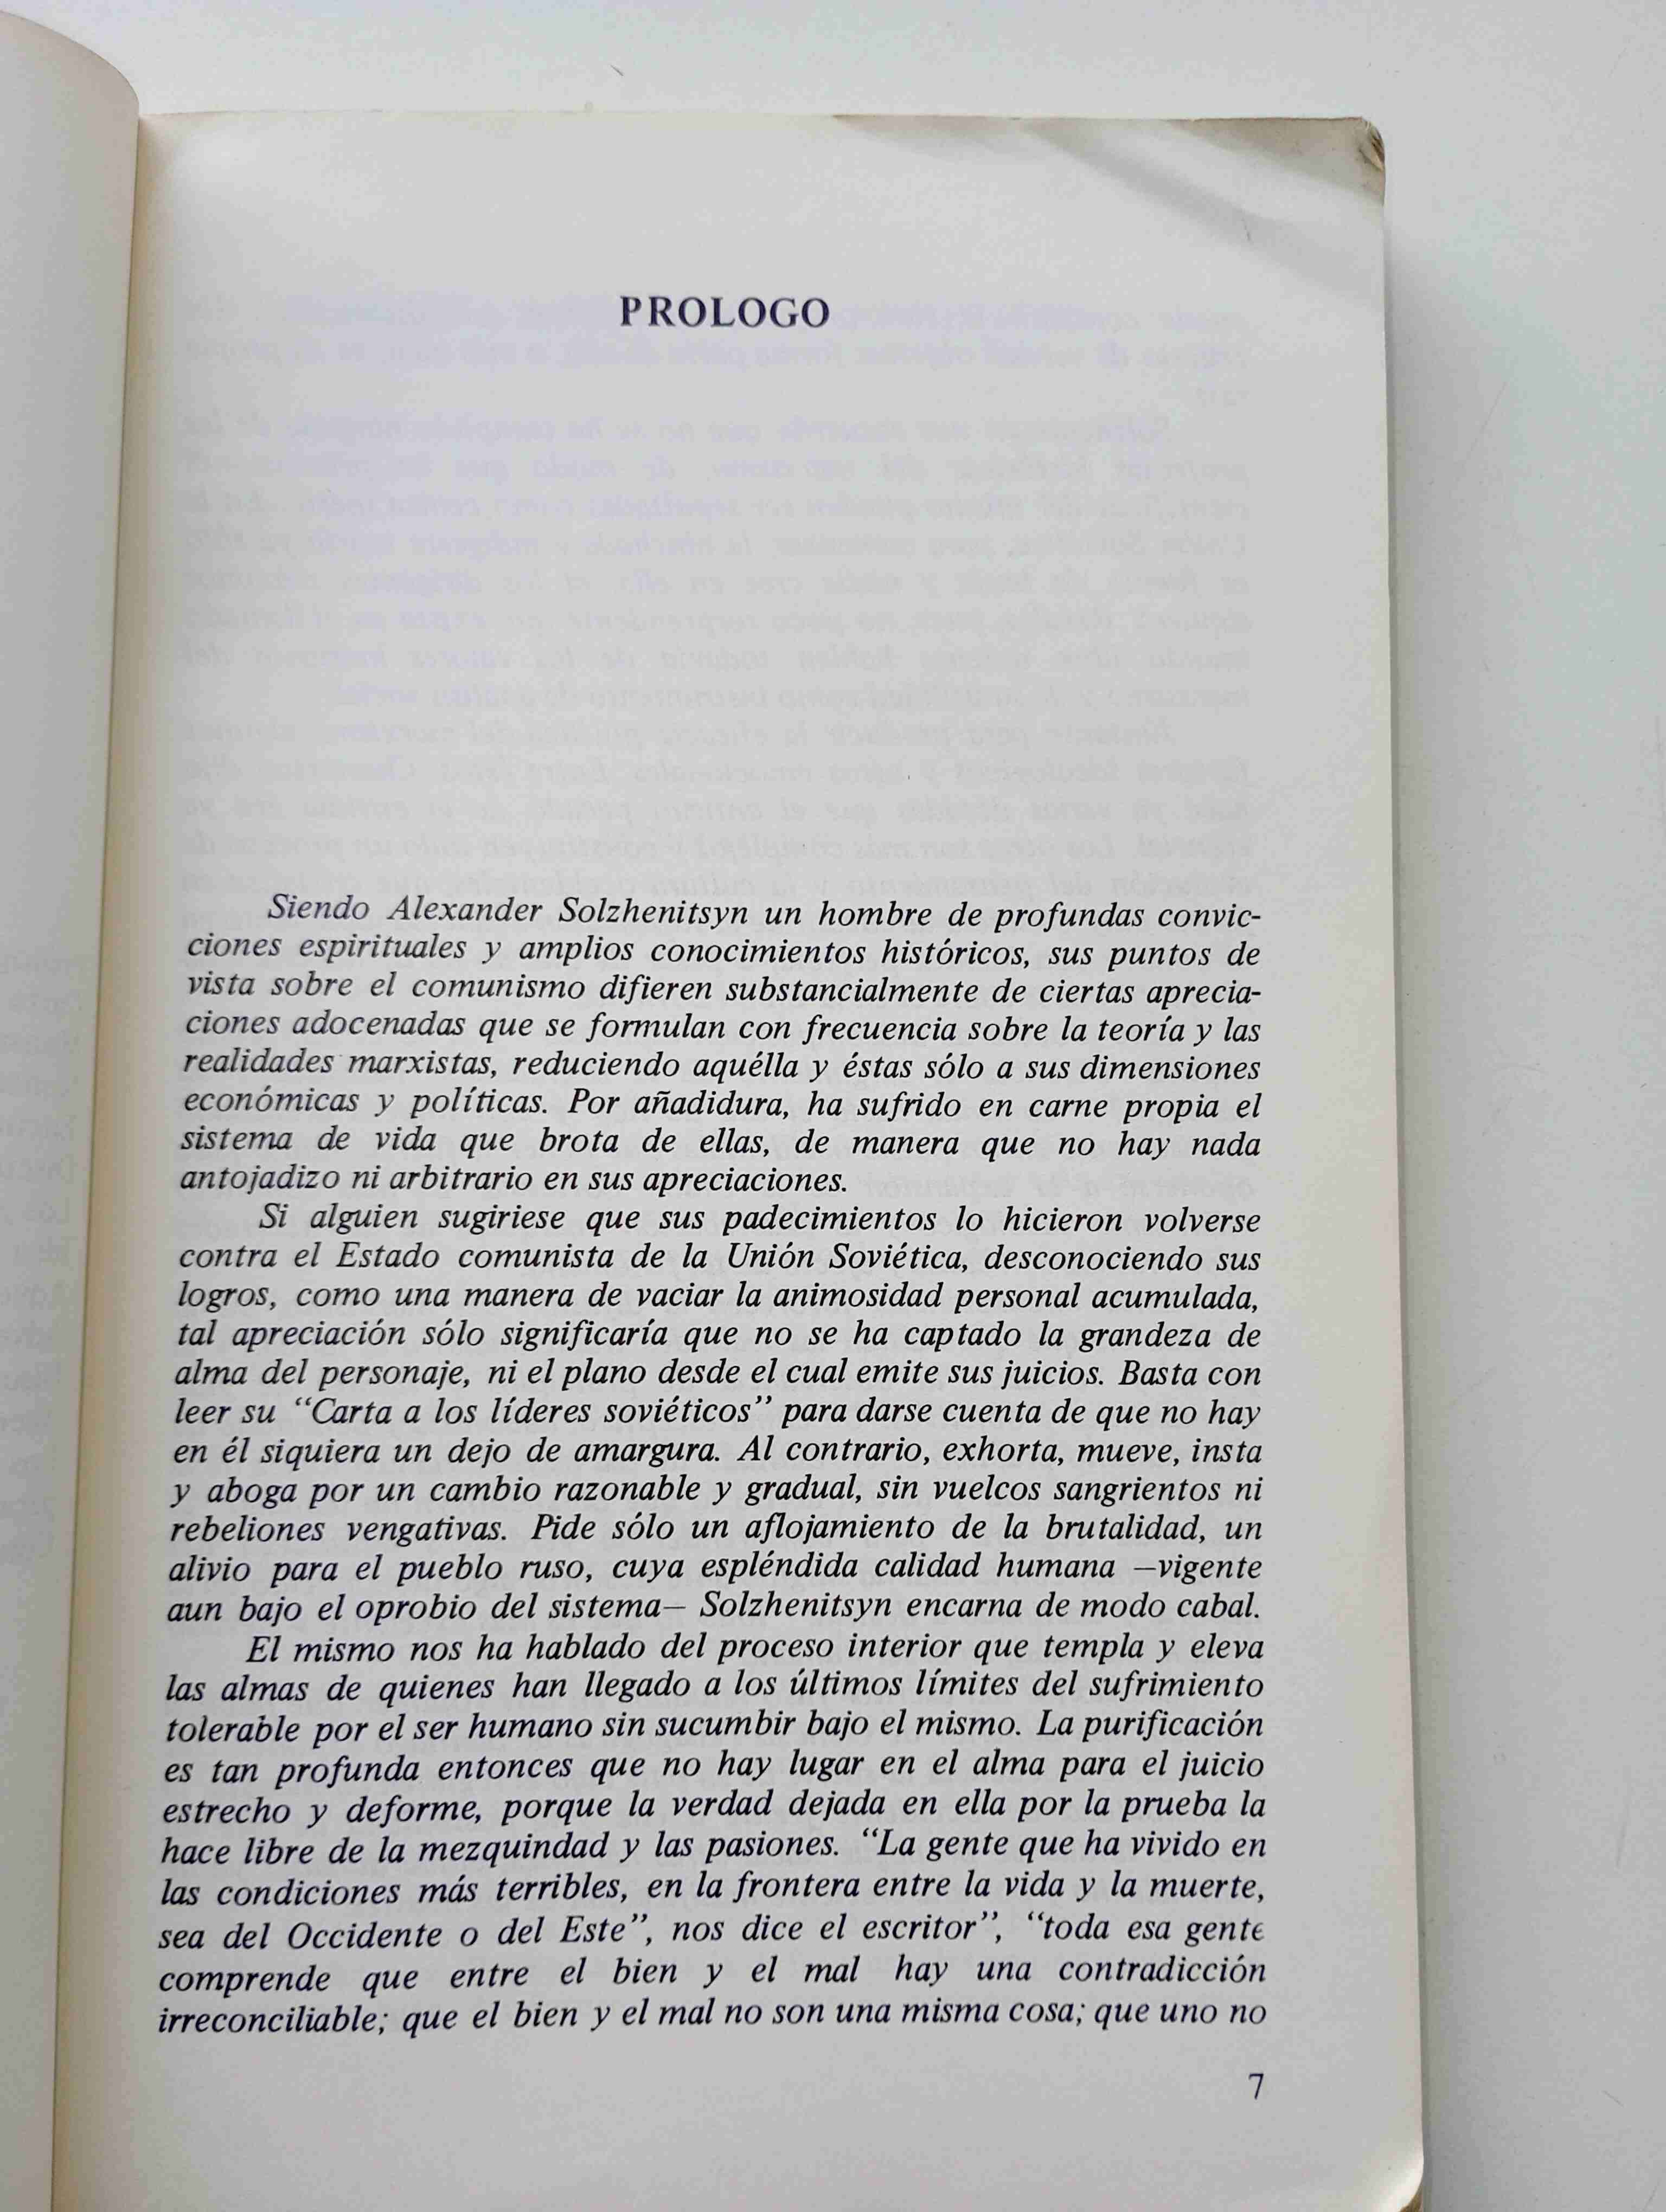 PROLOGO
Siendo Alexander Solzhenitsyn un hombre de profundas convic-
ciones espirituales y amplios conocimientos históricos, sus puntos de
vista sobre el comunismo difieren substancialmente de ciertas aprecia-
ciones adocenadas que se formulan con frecuencia sobre la teoría y las
realidades marxistas, reduciendo aquélla y éstas sólo a sus dimensiones
económicas y políticas. Por añadidura, ha sufrido en carne propia el
sistema de vida que brota de ellas, de manera que no hay nada
antojadizo ni arbitrario en sus apreciaciones.
Si alguien sugiriese que sus padecimientos lo hicieron volverse
contra el Estado comunista de la Unión Soviética, desconociendo sus
logros, como una manera de vaciar la animosidad personal acumulada,
tal apreciación sólo significaría que no se ha captado la grandeza de
alma del personaje, ni el plano desde el cual emite sus juicios. Basta con
leer su “Carta a los líderes soviéticos” para darse cuenta de que no hay
en él siquiera un dejo de amargura. Al contrario, exhorta, mueve, insta
y aboga por un cambio razonable y gradual, sin vuelcos sangrientos ni
rebeliones vengativas. Pide sólo un aflojamiento de la brutalidad, un
alivio para el pueblo ruso, cuya espléndida calidad humana —vigente
aun bajo el oprobio del sistema— Solzhenitsyn encarna de modo cabal.
El mismo nos ha hablado del proceso interior que templa y eleva
las almas de quienes han llegado a los últimos límites del sufrimiento
tolerable por el ser humano sin sucumbir bajo el mismo. La purificación
es tan profunda entonces que no hay lugar en el alma para el juicio
estrecho y deforme, porque la verdad dejada en ella por la prueba la
hace libre de la mezquindad y las pasiones. “La gente que ha vivido en
las condiciones más terribles, en la frontera entre la vida y la muerte,
sea del Occidente o del Este”, nos dice el escritor”, “toda esa gente
comprende que entre el bien y el mal hay una contradicción
irreconciliable; que el bien y el mal no son una misma cosa; que uno no
7